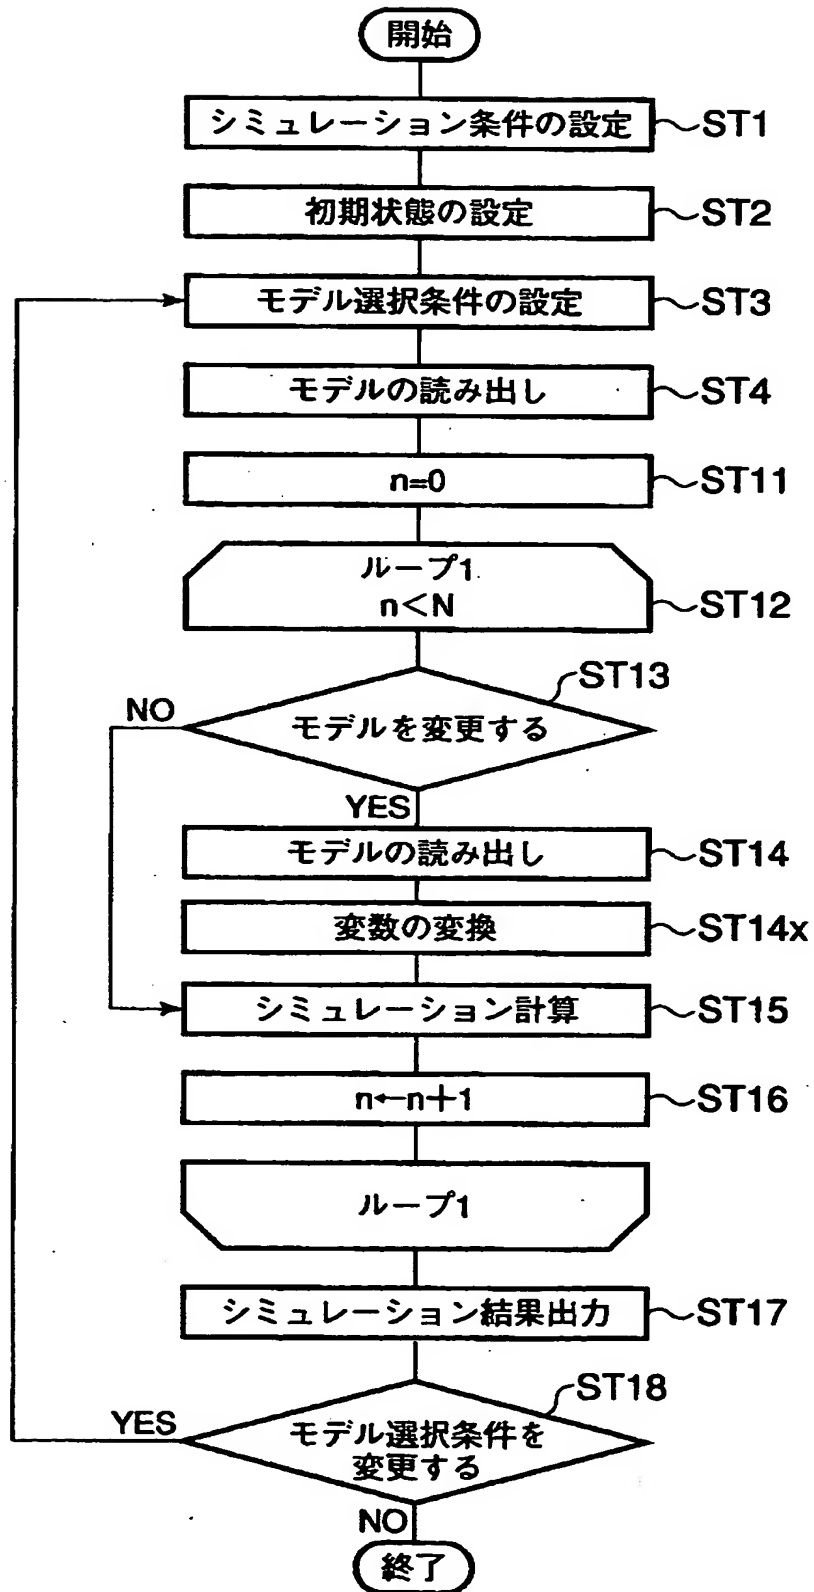 開始
シミュレーション条件の設定
ST1
初期状態の設定
ST2
モデル選択条件の設定
ST3
モデルの読み出し
ST4
n=0
ST11
ループ1
n<N
ST12
ST13
NO
モデルを変更する
YES
モデルの読み出し
ST14
変数の変換
ST14x
シミュレーション計算
ST15
n←n+1
ST16
ループ1
シミュレーション結果出力
ST17
ST18
YES
モデル選択条件を
変更する
NO
終了